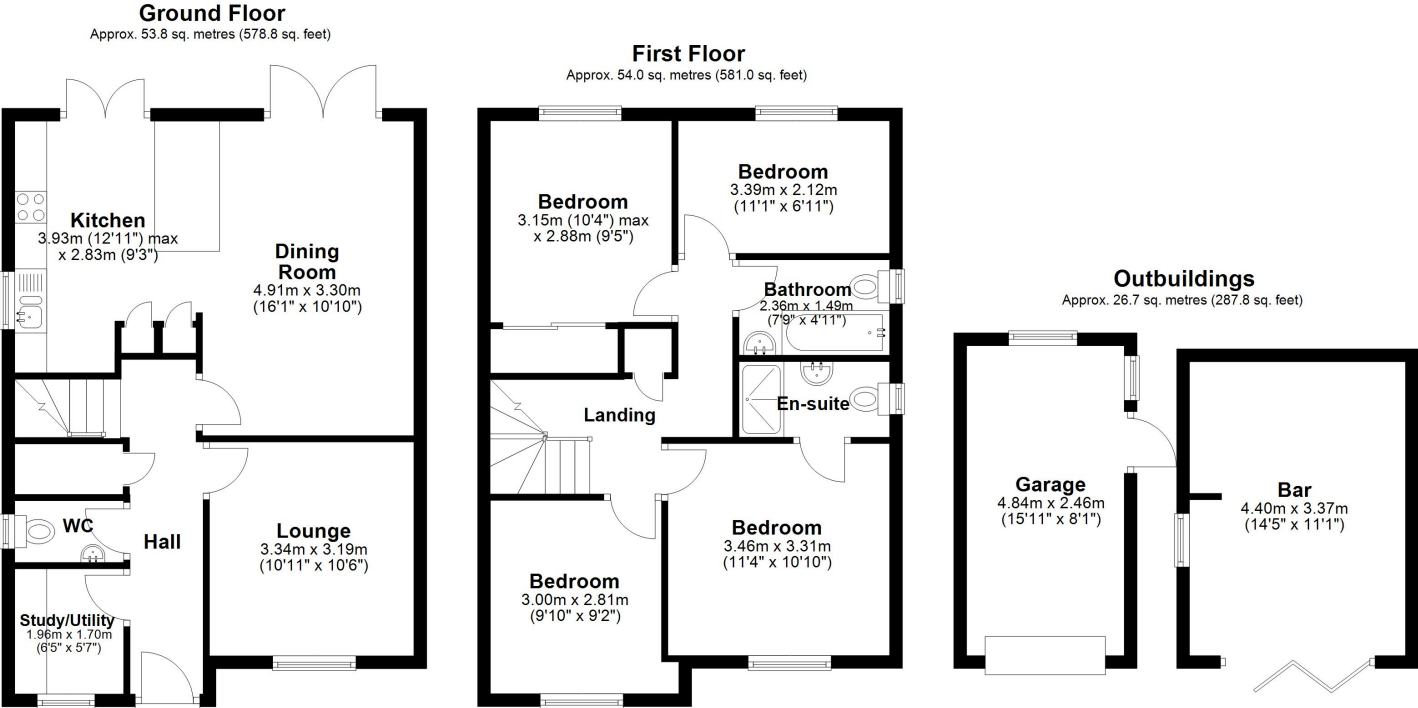 Ground Floor
Approx. 53.8 sq. metres (578.8 sq. feet)
Kitchen
3.93m (12'11") max
x 2.83m (9'3")
Dining
Room
4.91m x 3.30m
(16'1" x 10'10")
WC
Hall
Lounge
3.34m x 3.19m
(10'11" x 10'6")
Study/Utility
1.96m x 1.70m
(6'5" x 5'7")
First Floor
Approx. 54.0 sq. metres (581.0 sq. feet)
Bedroom
3.15m (10'4") max
x 2.88m (9'5")
Bedroom
3.39m x 2.12m
(11'1" x 6'11")
Bathroom
2.36m x 1.49m
(7'9" x 4'11")
En-suite
Landing
Bedroom
3.46m x 3.31m
(11'4" x 10'10")
Bedroom
3.00m x 2.81m
(9'10" x 9'2")
Outbuildings
Approx. 26.7 sq. metres (287.8 sq. feet)
Garage
4.84m x 2.46m
(15'11" x 8'1")
Bar
4.40m x 3.37m
(14'5" x 11'1")